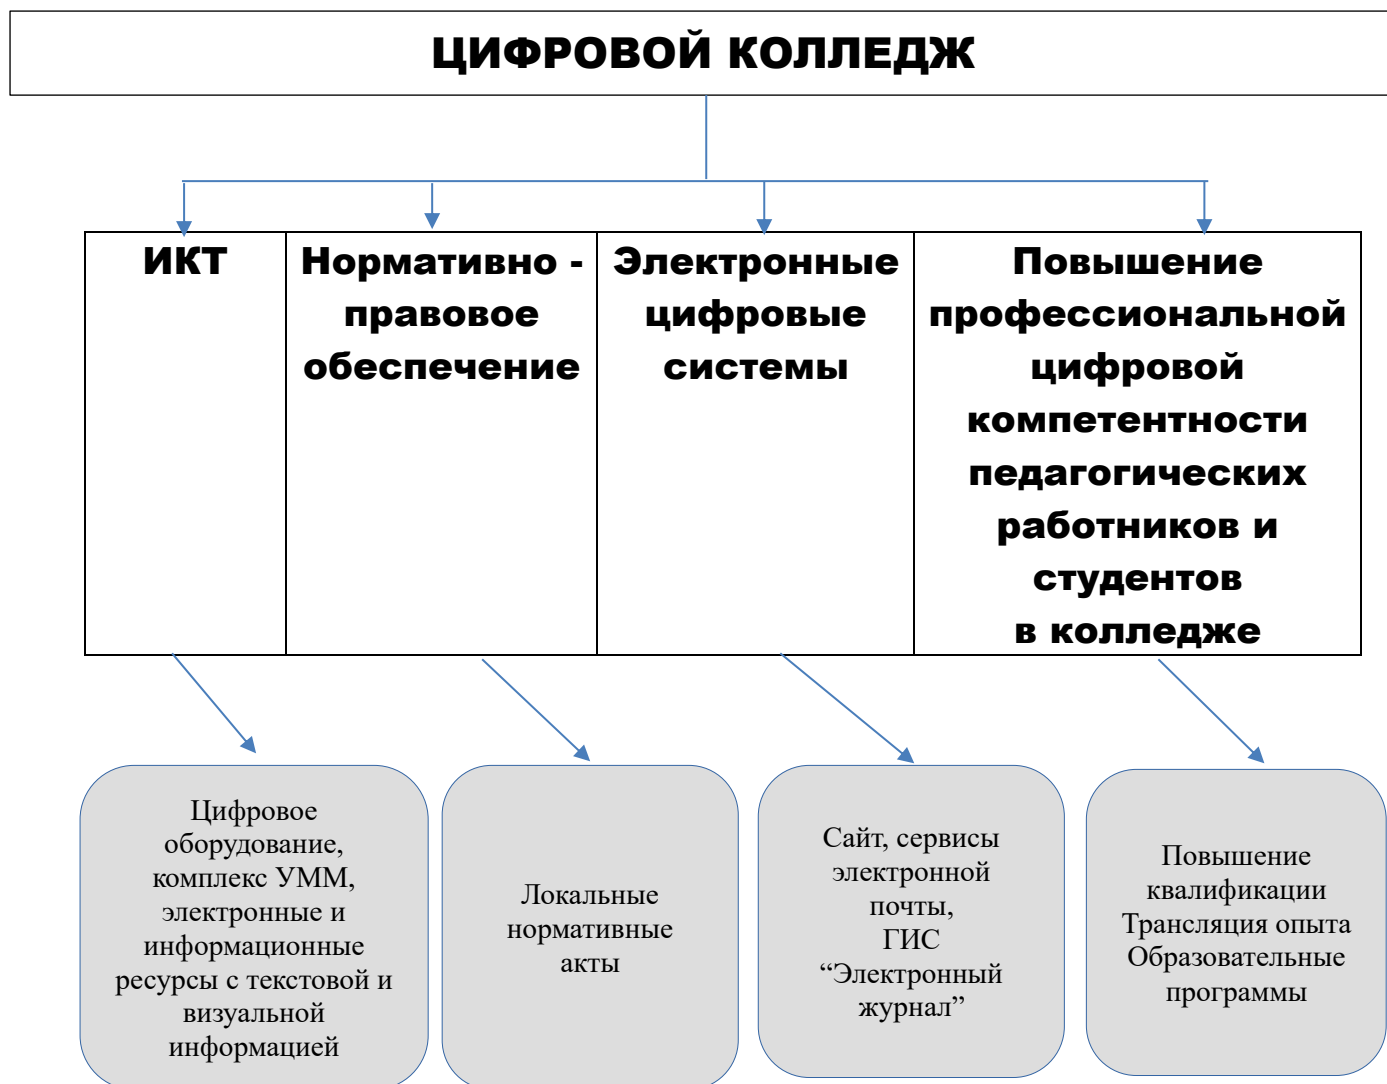 ЦИФРОВОЙ КОЛЛЕДЖ
ИКТ
Нормативно -
правовое
обеспечение
Электронные
цифровые
системы
Повышение
профессиональной
цифровой
компетентности
педагогических
работников и
студентов
в колледже
Цифровое
оборудование,
комплекс УММ,
электронные и
информационные
ресурсы с текстовой и
визуальной
информацией
Локальные
нормативные
акты
Сайт, сервисы
электронной
почты,
ГИС
“Электронный
журнал”
Повышение
квалификации
Трансляция опыта
Образовательные
программы